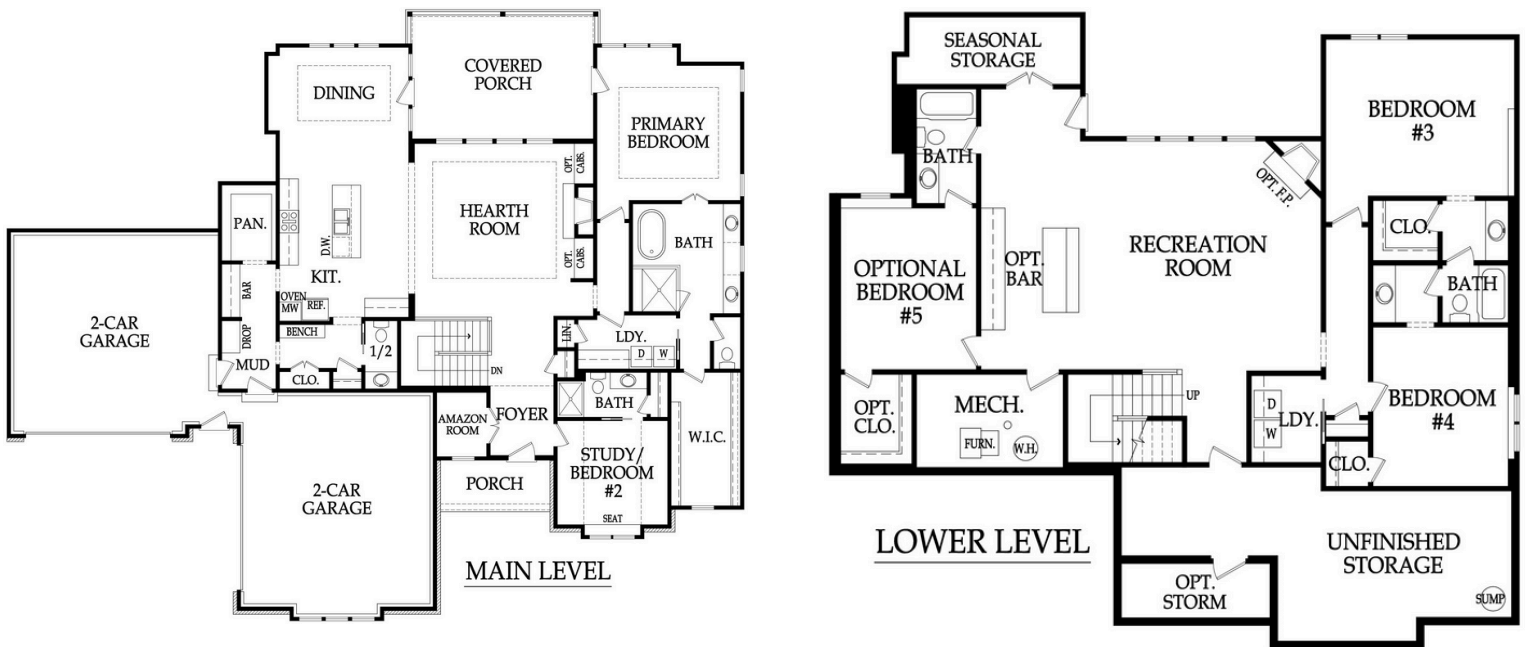 COVERED
PORCH
DINING
PRIMARY
BEDROOM
OPT.
CABS.
HEARTH
ROOM
PAN.
D.W.
KIT.
OPT.
CABS.
BATH
BAR
OVEN
MW
REF.
2-CAR
GARAGE
DROP
BENCH
1/2
MUD
CLO.
DN
LIN.
LDY.
D
W
BATH
AMAZON
ROOM
FOYER
W.I.C.
STUDY/
BEDROOM
#2
SEAT
PORCH
2-CAR
GARAGE
MAIN LEVEL
SEASONAL
STORAGE
BEDROOM
#3
BATH
OPT. F.P.
CLO.
RECREATION
ROOM
OPT.
BAR
OPTIONAL
BEDROOM
#5
BATH
OPT.
CLO.
MECH.
FURN.
W.H.
UP
D
W
LDY.
BEDROOM
#4
CLO.
LOWER LEVEL
UNFINISHED
STORAGE
OPT.
STORM
SUMP